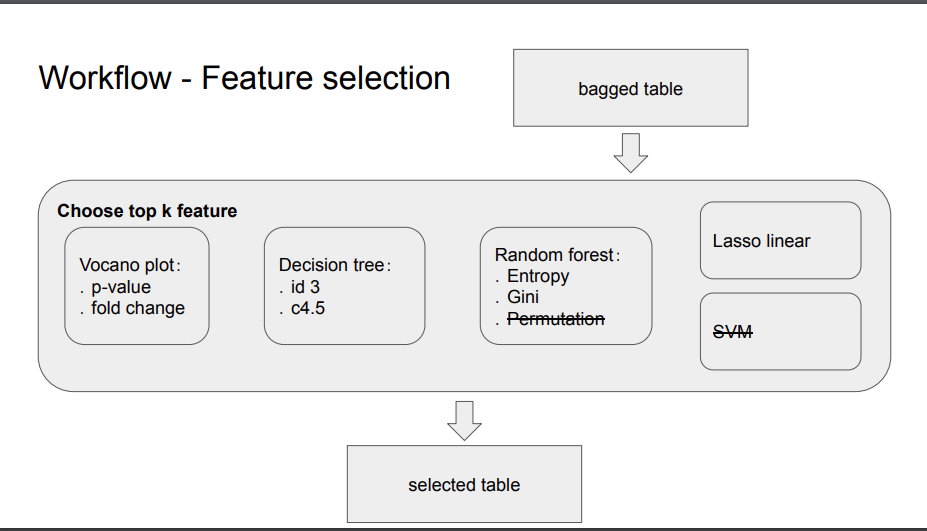 Workflow - Feature selection
bagged table
Choose top k feature
Vocano plot：
. p-value
. fold change
Decision tree：
. id 3
. c4.5
Random forest：
. Entropy
. Gini
. Permutation
Lasso linear
SVM
selected table